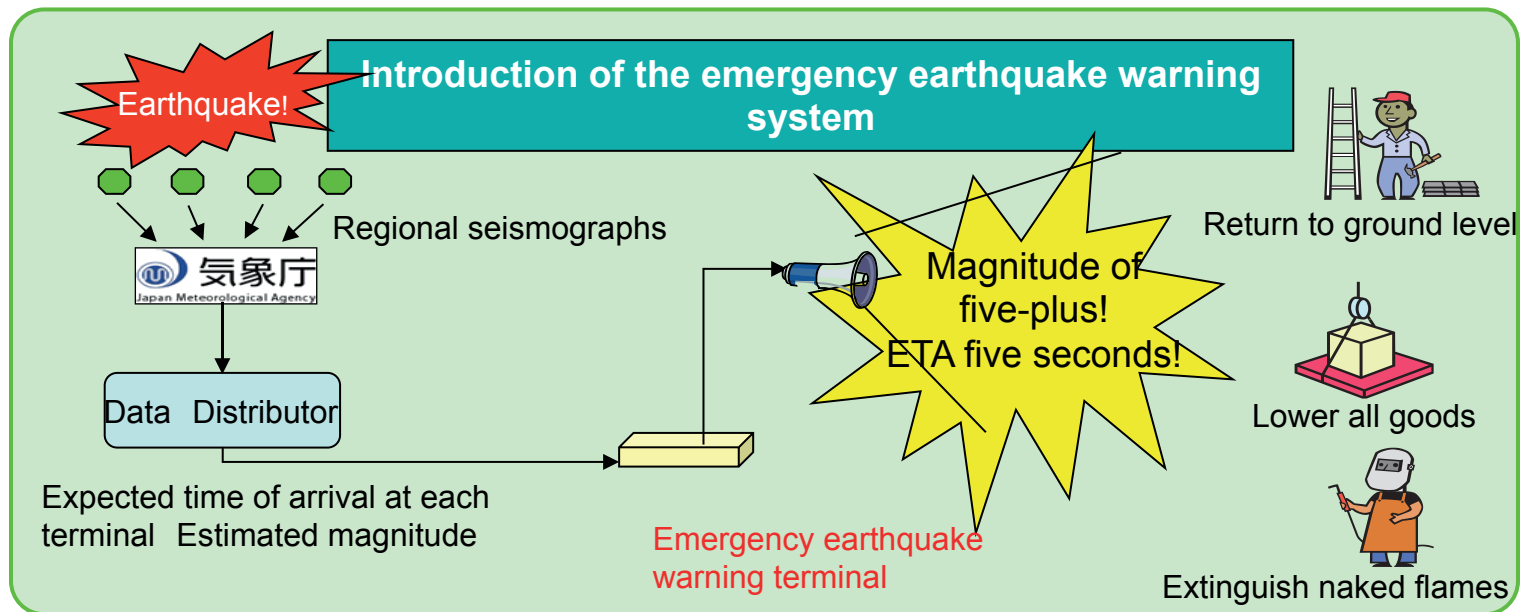 Introduction of the emergency earthquake warning
system
Earthquake!
Regional seismographs
気象庁
Japan Meteorological Agency
Data Distributor
Expected time of arrival at each
terminal Estimated magnitude
Emergency earthquake
warning terminal
Magnitude of
five-plus!
ETA five seconds!
Return to ground level
Lower all goods
Extinguish naked flames